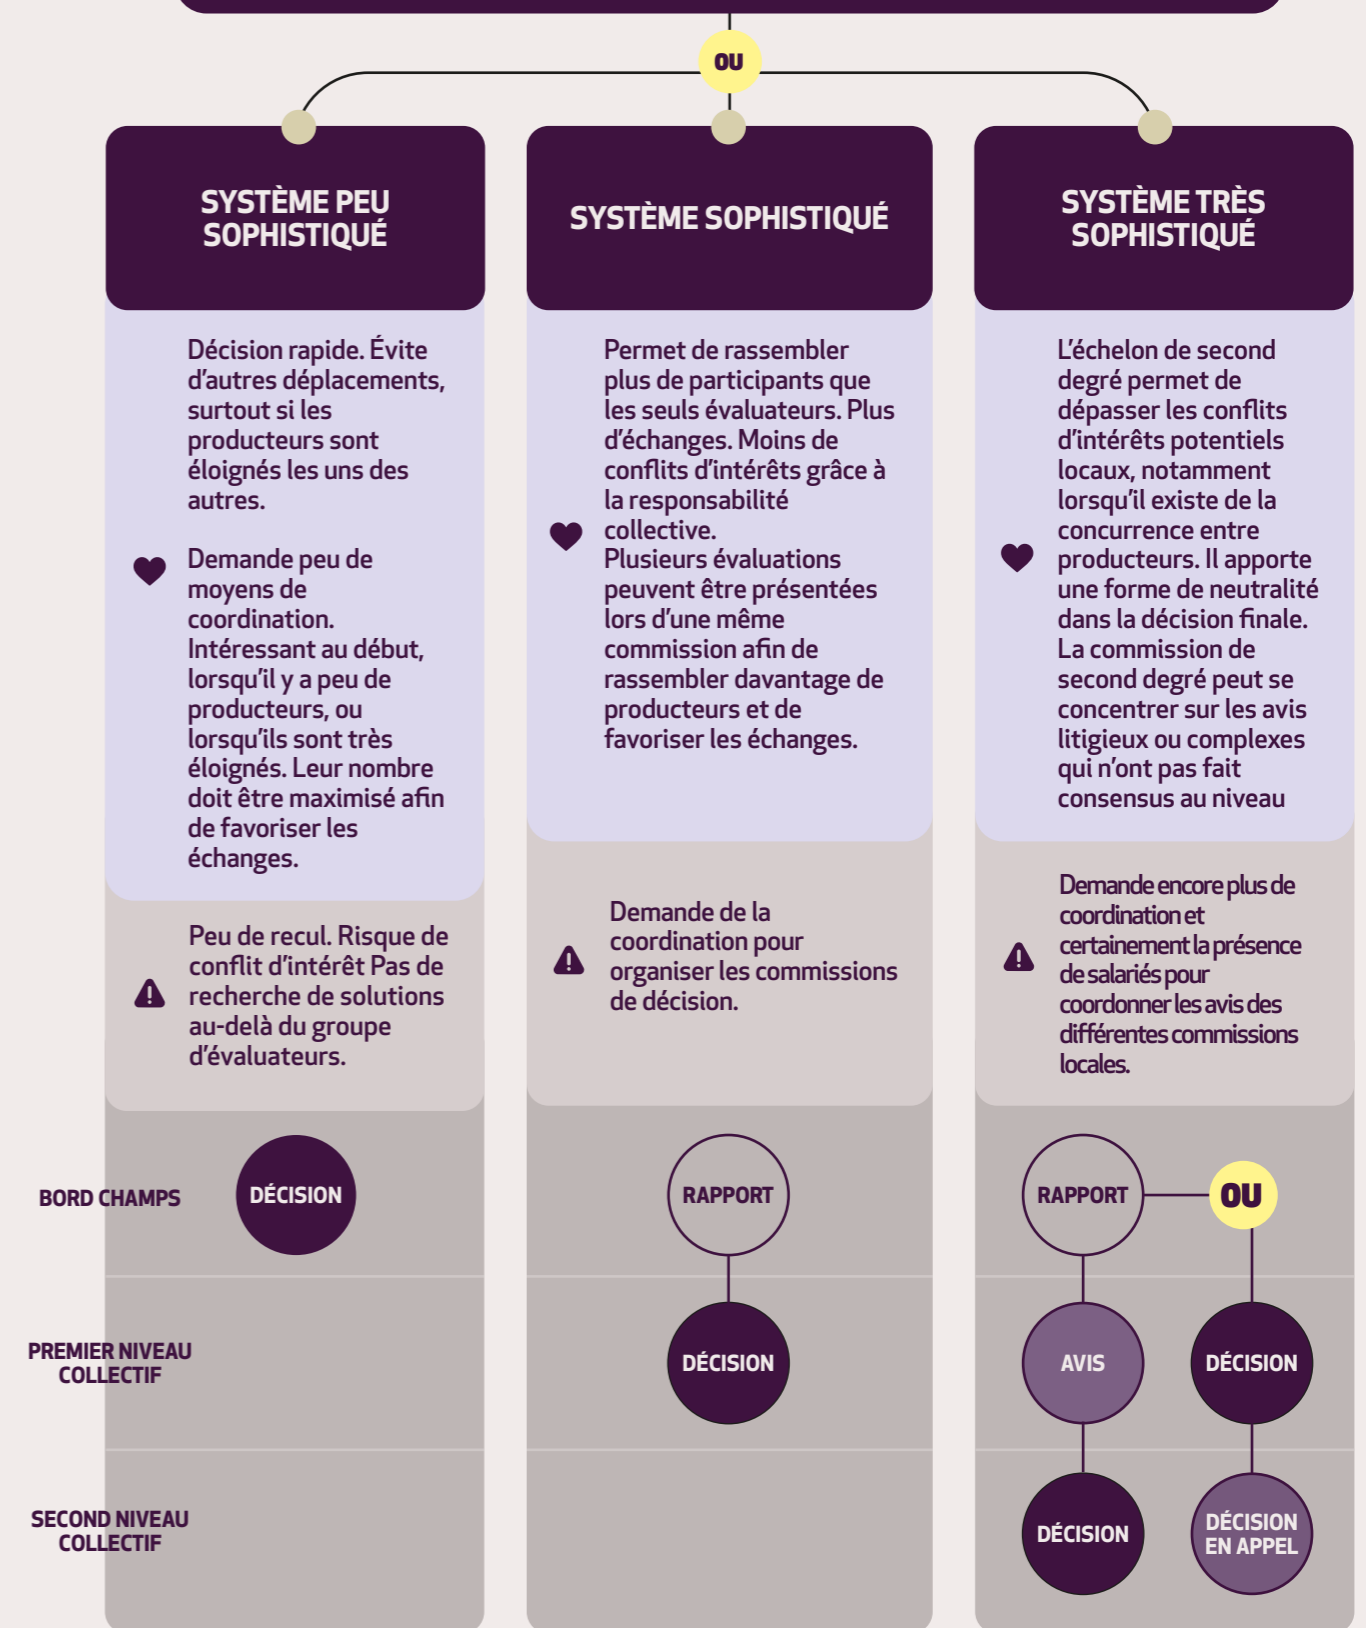 OU
SYSTÈME PEU
SOPHISTIQUÉ
Décision rapide. Évite
d'autres déplacements,
surtout si les
producteurs sont
éloignés les uns des
autres.
Demande peu de
moyens de
coordination.
Intéressant au début,
lorsqu'il y a peu de
producteurs, ou
lorsqu'ils sont très
éloignés. Leur nombre
doit être maximisé afin
de favoriser les
échanges.
Peu de recul. Risque de
conflit d'intérêt Pas de
recherche de solutions
au-delà du groupe
d'évaluateurs.
SYSTÈME SOPHISTIQUÉ
Permet de rassembler
plus de participants que
les seuls évaluateurs. Plus
d'échanges. Moins de
conflits d'intérêts grâce à
la responsabilité
collective.
Plusieurs évaluations
peuvent être présentées
lors d'une même
commission afin de
rassembler davantage de
producteurs et de
favoriser les échanges.
Demande de la
coordination pour
organiser les commissions
de décision.
SYSTÈME TRÈS
SOPHISTIQUÉ
L'échelon de second
degré permet de
dépasser les conflits
d'intérêts potentiels
locaux, notamment
lorsqu'il existe de la
concurrence entre
producteurs. Il apporte
une forme de neutralité
dans la décision finale.
La commission de
second degré peut se
concentrer sur les avis
litigieux ou complexes
qui n'ont pas fait
consensus au niveau
Demande encore plus de
coordination et
certainement la présence
de salariés pour
coordonner les avis des
différentes commissions
locales.
BORD CHAMPS
DÉCISION
RAPPORT
RAPPORT
OU
PREMIER NIVEAU
COLLECTIF
DÉCISION
AVIS
DÉCISION
SECOND NIVEAU
COLLECTIF
DÉCISION
DÉCISION
EN APPEL